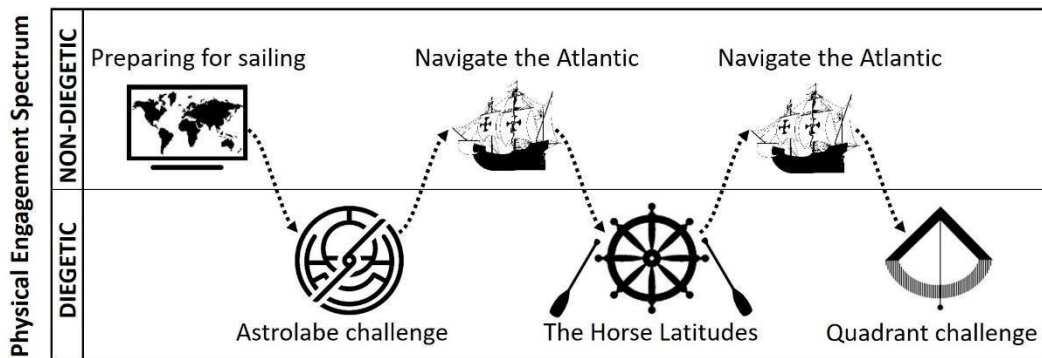 Physical Engagement Spectrum
NON-DIEGETIC
Preparing for sailing
Navigate the Atlantic
Navigate the Atlantic
DIEGETIC
Astrolabe challenge
The Horse Latitudes
Quadrant challenge